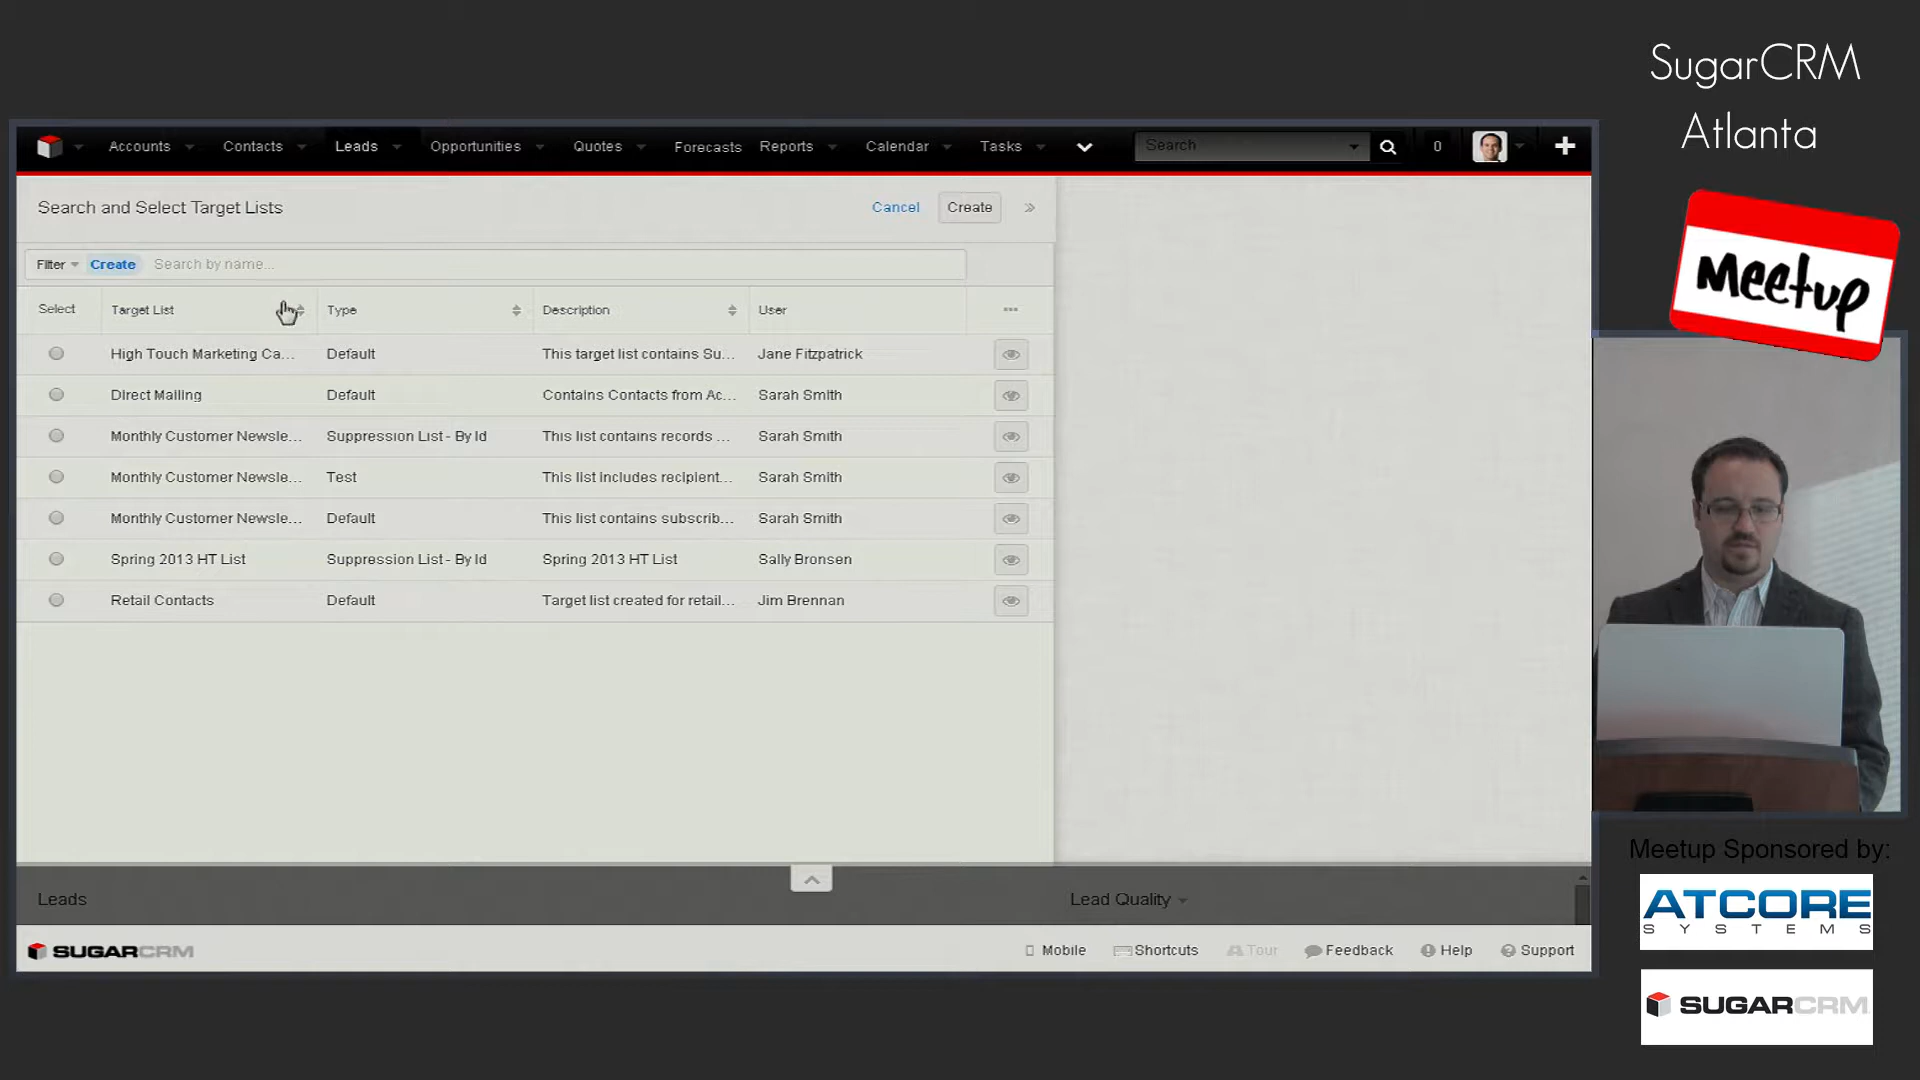 SugarCRM
Atlanta
Meetup
Accounts Contacts Leads Opportunities Quotes Forecasts Reports Calendar Tasks Search 0
Search and Select Target Lists Cancel Create
Filter Create Search by name...
Select Target List Type Description User
High Touch Marketing Ca... Default This target list contains Su... Jane Fitzpatrick
Direct Mailing Default Contains Contacts from Ac... Sarah Smith
Monthly Customer Newsle... Suppression List - By Id This list contains records ... Sarah Smith
Monthly Customer Newsle... Test This list includes recipient... Sarah Smith
Monthly Customer Newsle... Default This list contains subscrib... Sarah Smith
Spring 2013 HT List Suppression List - By Id Spring 2013 HT List Sally Bronsen
Retail Contacts Default Target list created for retail... Jim Brennan
Leads Lead Quality
SUGARCRM Mobile Shortcuts Tour Feedback Help Support
Meetup Sponsored by:
ATCORE
SYSTEMS
SUGARCRM